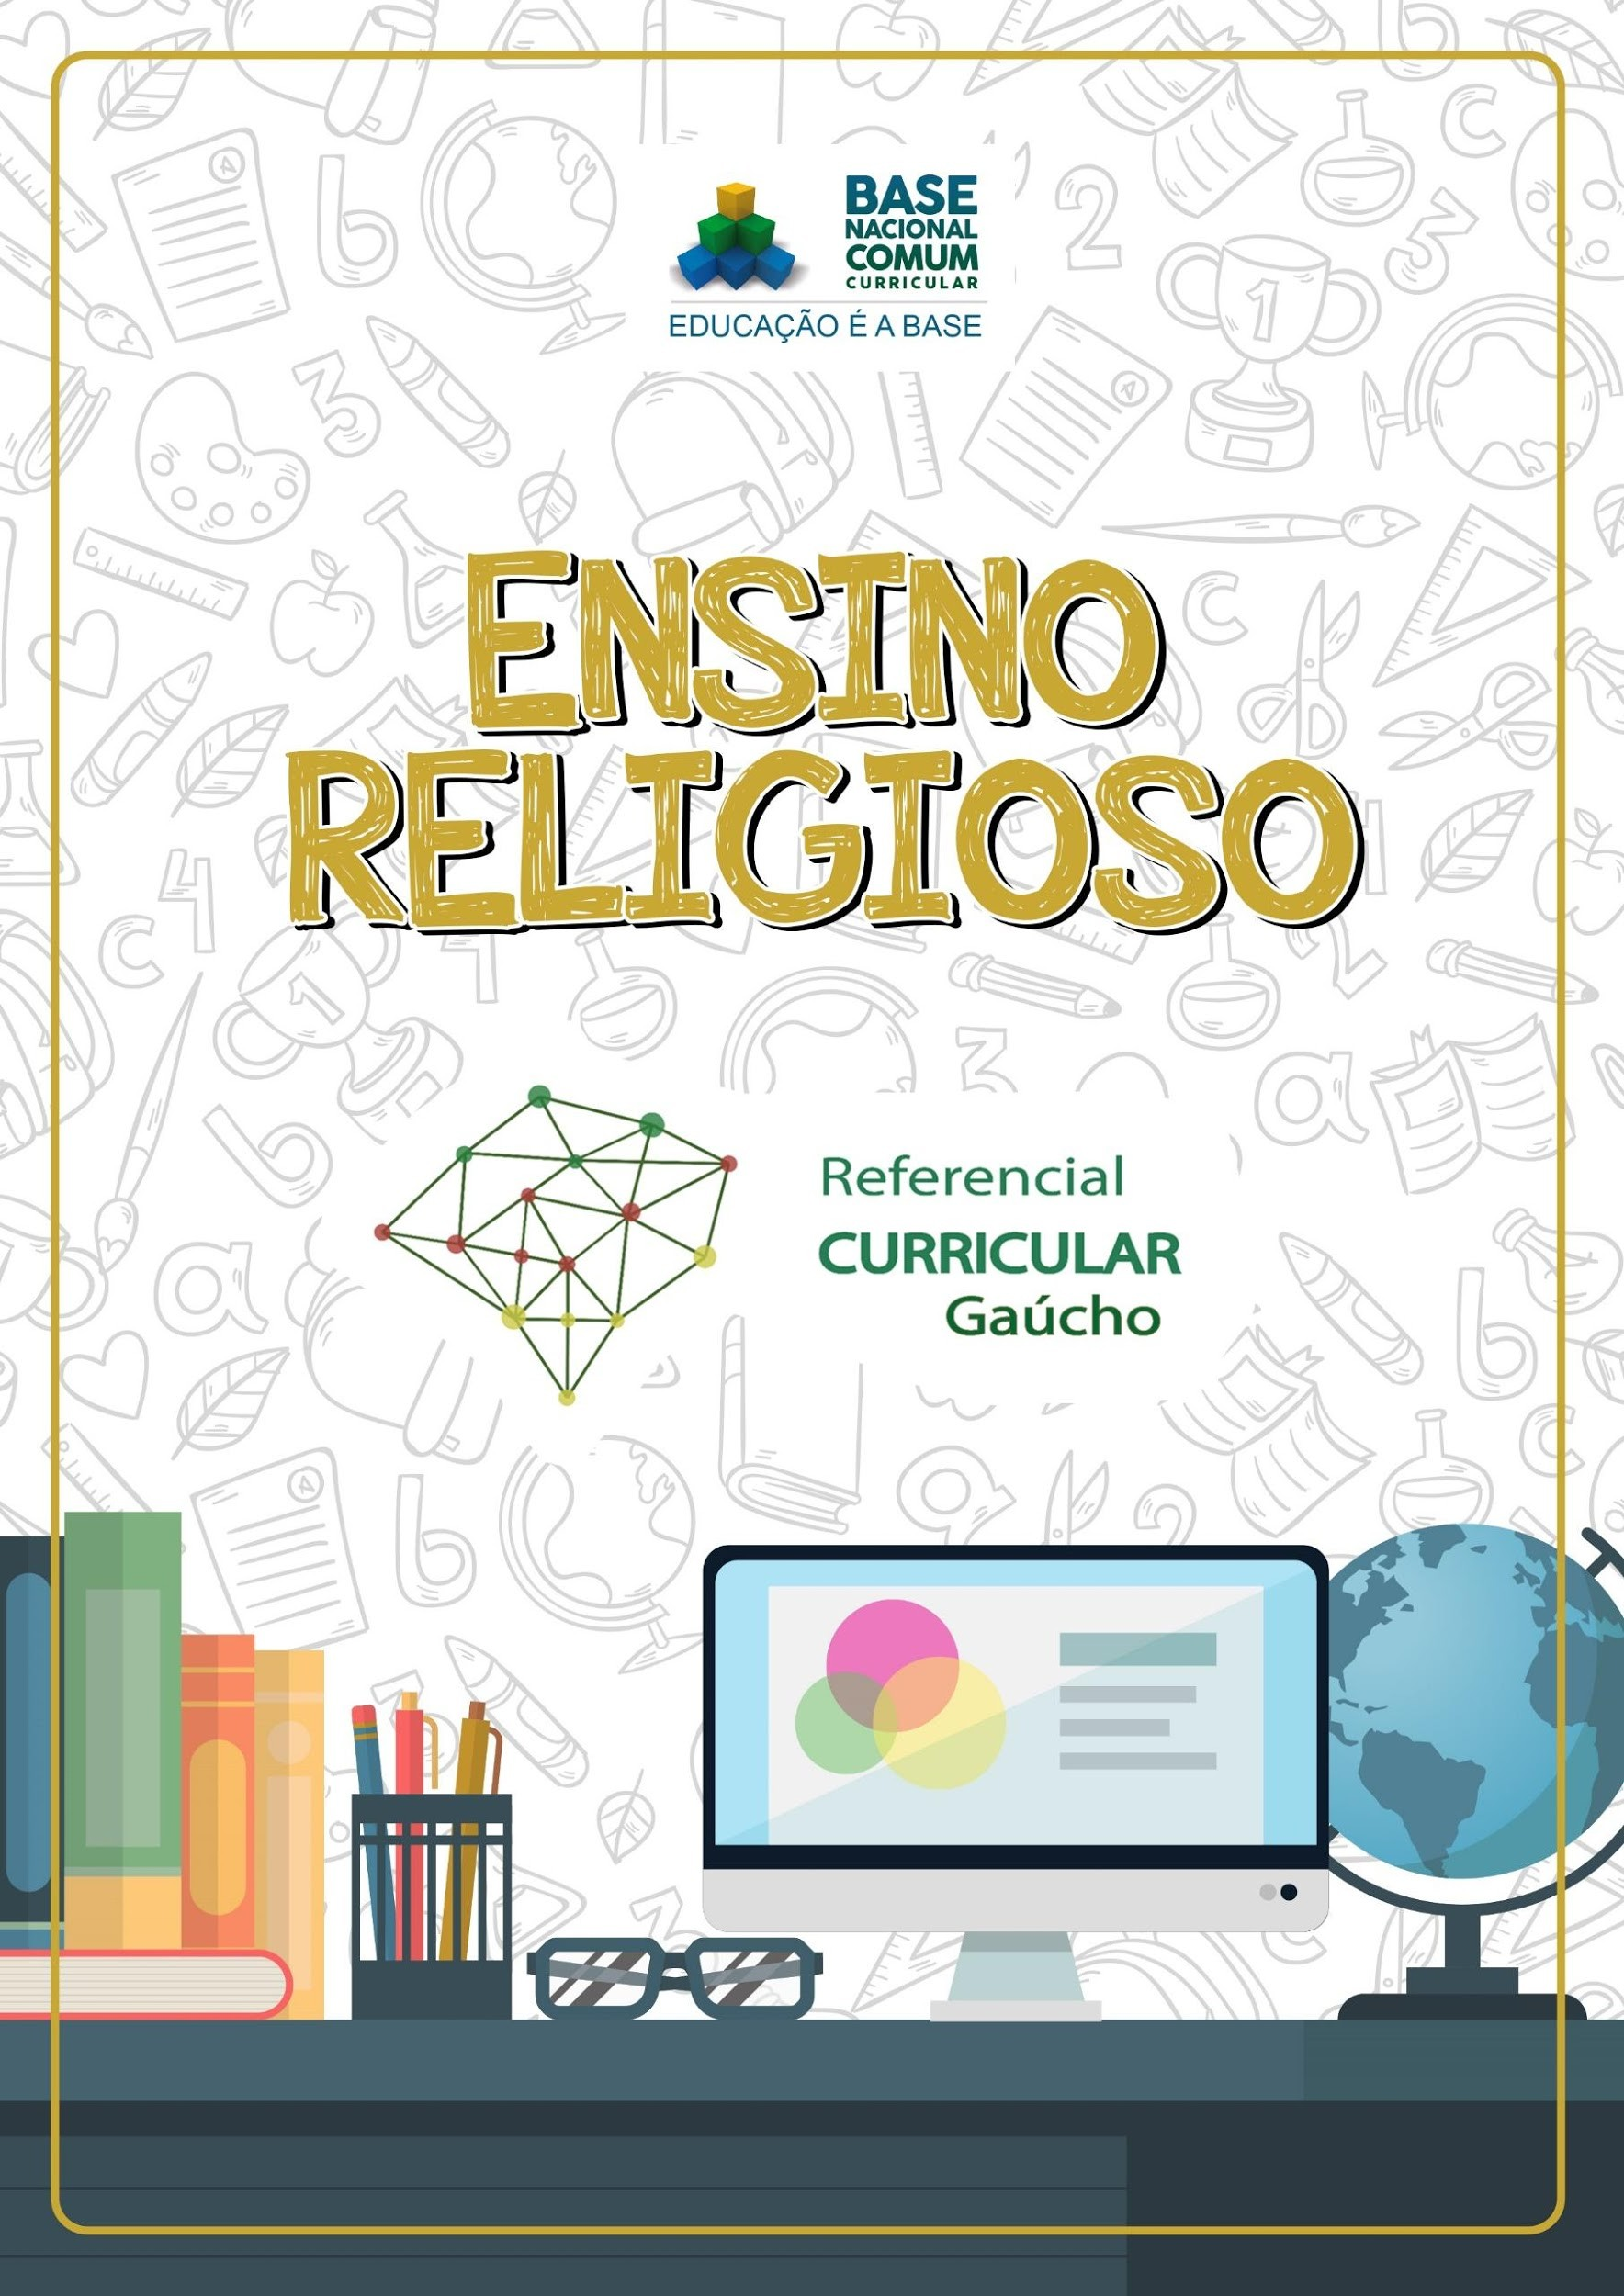 BASE
NACIONAL
COMUM
CURRICULAR
EDUCAÇÃO É A BASE
ENSINO
RELIGIOSO
Referencial
CURRICULAR
Gaúcho